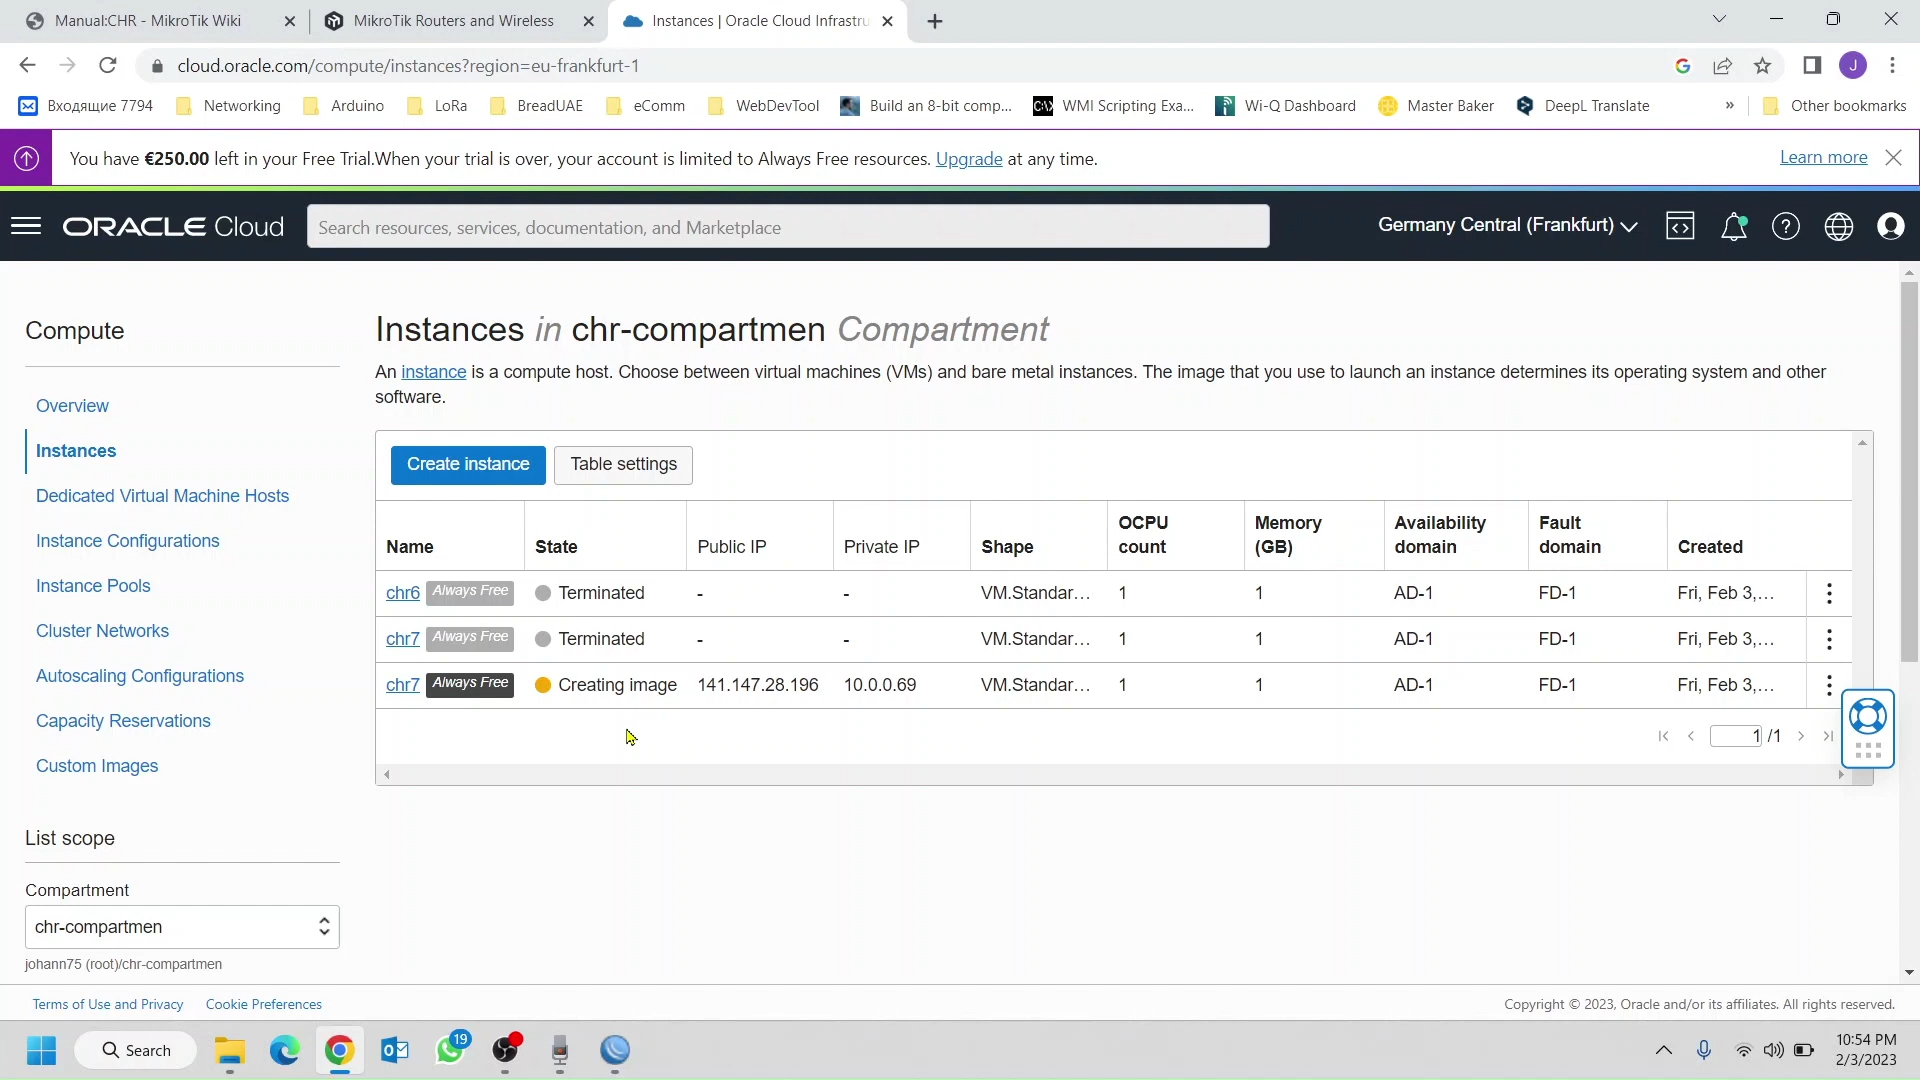 Manual:CHR - MikroTik Wiki
MikroTik Routers and Wireless
Instances | Oracle Cloud Infrastru
cloud.oracle.com/compute/instances?region=eu-frankfurt-1
J
Входящие 7794
Networking
Arduino
LoRa
BreadUAE
eComm
WebDevTool
Build an 8-bit comp...
WMI Scripting Exa...
Wi-Q Dashboard
Master Baker
DeepL Translate
»
Other bookmarks
You have €250.00 left in your Free Trial.When your trial is over, your account is limited to Always Free resources. Upgrade at any time.
Learn more
ORACLE Cloud
Search resources, services, documentation, and Marketplace
Germany Central (Frankfurt)
Compute
Overview
Instances
Dedicated Virtual Machine Hosts
Instance Configurations
Instance Pools
Cluster Networks
Autoscaling Configurations
Capacity Reservations
Custom Images
List scope
Compartment
chr-compartmen
johann75 (root)/chr-compartmen
Instances in chr-compartmen Compartment
An instance is a compute host. Choose between virtual machines (VMs) and bare metal instances. The image that you use to launch an instance determines its operating system and other
software.
Create instance
Table settings
Name State Public IP Private IP Shape OCPU count Memory (GB) Availability domain Fault domain Created
chr6 Always Free Terminated - - VM.Standar... 1 1 AD-1 FD-1 Fri, Feb 3,...
chr7 Always Free Terminated - - VM.Standar... 1 1 AD-1 FD-1 Fri, Feb 3,...
chr7 Always Free Creating image 141.147.28.196 10.0.0.69 VM.Standar... 1 1 AD-1 FD-1 Fri, Feb 3,...
1 /1
Terms of Use and Privacy
Cookie Preferences
Copyright © 2023, Oracle and/or its affiliates. All rights reserved.
Search
19
10:54 PM
2/3/2023